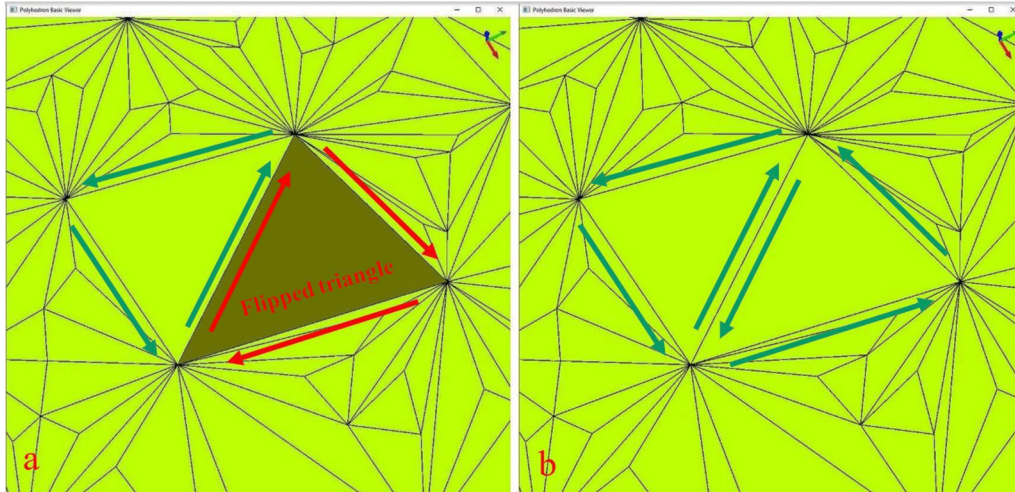 Polyhedron Basic Viewer
Polyhedron Basic Viewer
Flipped triangle
a
b